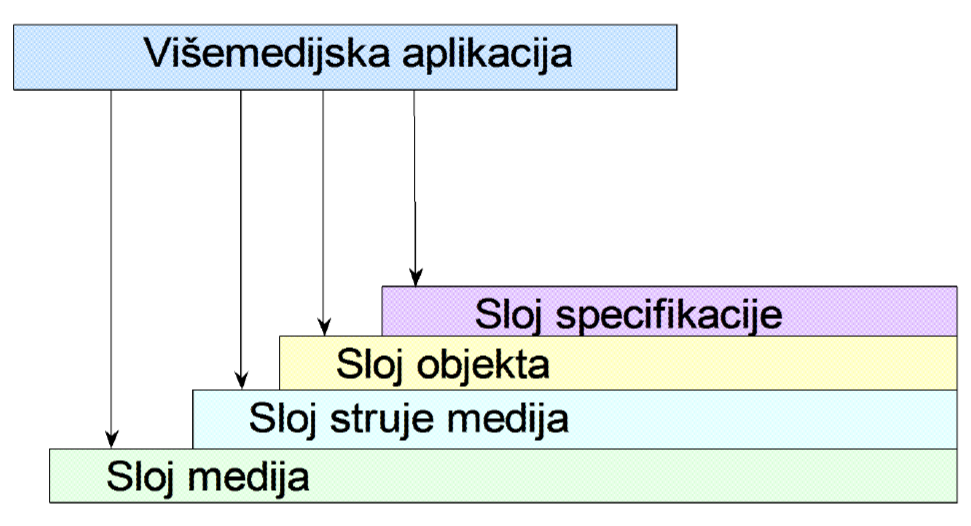 Višemedijska aplikacija
Sloj specifikacije
Sloj objekta
Sloj struje medija
Sloj medija